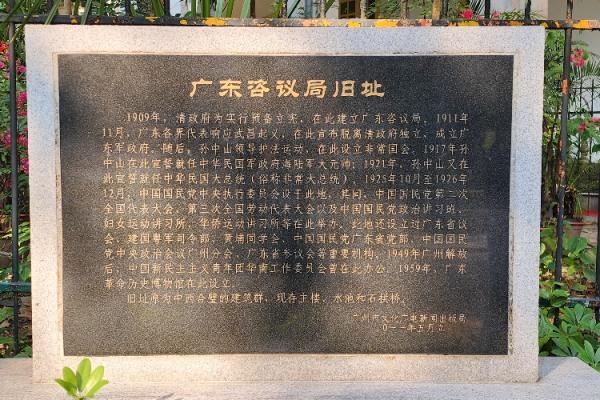 广东咨议局旧址
1909年，清政府为实行预备立宪，在此建立广东咨议局。1911年
11月，广东各界代表响应武昌起义，在此宣布脱离清政府独立、成立广
东军政府。随后，孙中山领导护法运动，在此设立非常国会。1917年孙
中山在此宣誓就任中华民国军政府海陆军大元帅；1921年，孙中山又在
此宣誓就任中华民国大总统（俗称非常大总统）。1925年10月至1926年
12月，中国国民党中央执行委员会设于此地，其间，中国国民党第二次
全国代表大会、第三次全国劳动代表大会以及中国国民党政治讲习班、
妇女运动讲习所、华侨运动讲习所等在此举办。此地还设立过广东省议
会、建国粤军司令部、黄埔同学会、中国国民党广东省党部、中国国民
党中央政治会议广州分会、广东省参议会等重要机构。1949年广州解放
后，中国新民主主义青年团华南工作委员会曾在此办公。1959年，广东
革命历史博物馆在此设立。
旧址原为中西合璧的建筑群，现存主楼、水池和石拱桥。
广州市文化广电新闻出版局
0一一年五月立